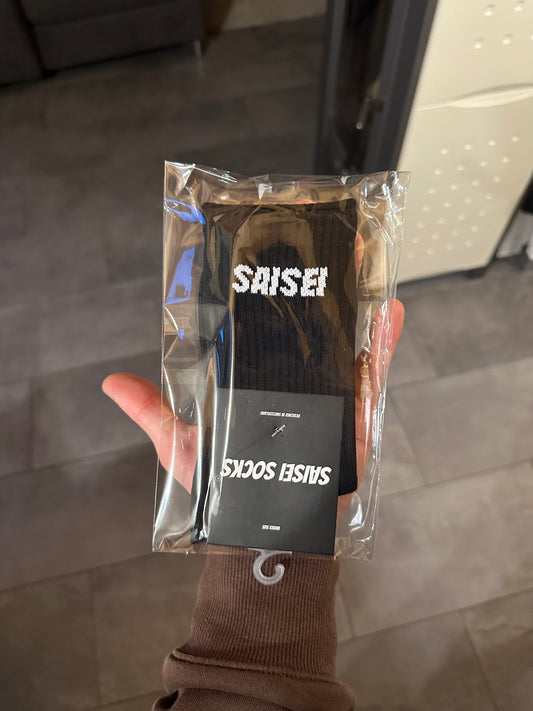 SAISEI
DESIGNED IN SWITZERLAND
SAISEI SOCKS
UNISEX SIZE